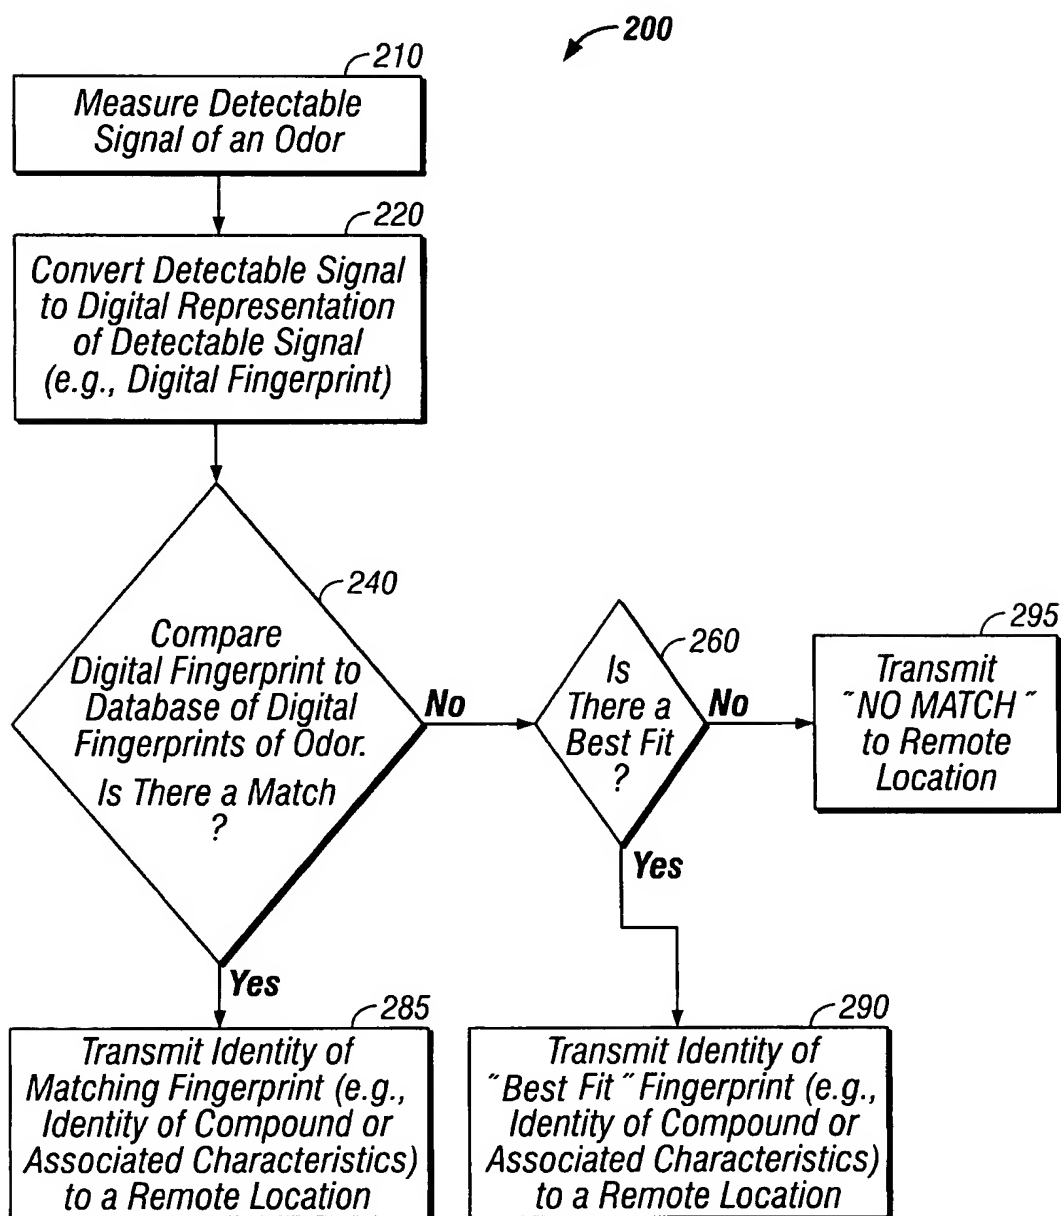 200
210
Measure Detectable
Signal of an Odor
220
Convert Detectable Signal
to Digital Representation
of Detectable Signal
(e.g., Digital Fingerprint)
240
Compare
Digital Fingerprint to
Database of Digital
Fingerprints of Odor.
Is There a Match
?
No
260
Is
There a
Best Fit
?
No
295
Transmit
"NO MATCH"
to Remote
Location
Yes
Yes
285
Transmit Identity of
Matching Fingerprint (e.g.,
Identity of Compound or
Associated Characteristics)
to a Remote Location
290
Transmit Identity of
"Best Fit" Fingerprint (e.g.,
Identity of Compound or
Associated Characteristics)
to a Remote Location